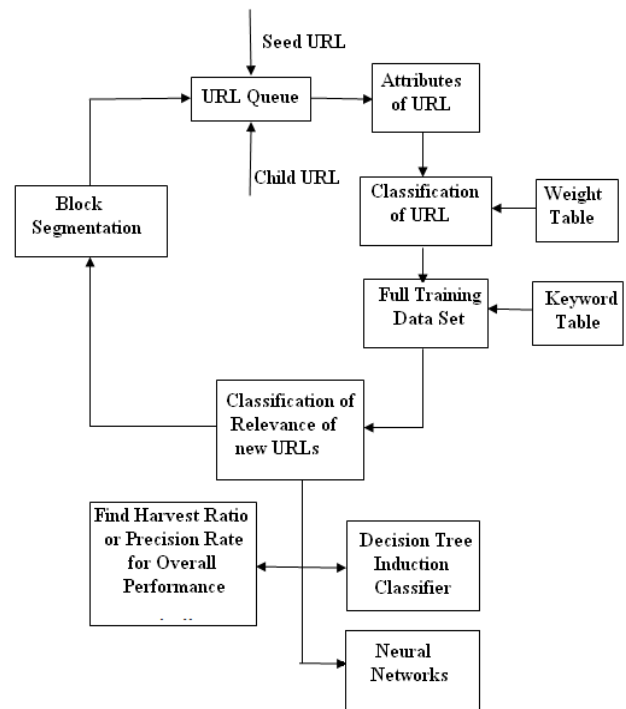 Seed URL
URL Queue
Attributes
of URL
Child URL
Block
Segmentation
Classification
of URL
Weight
Table
Full Training
Data Set
Keyword
Table
Classification of
Relevance of
new URLs
Find Harvest Ratio
or Precision Rate
for Overall
Performance
Decision Tree
Induction
Classifier
Neural
Networks